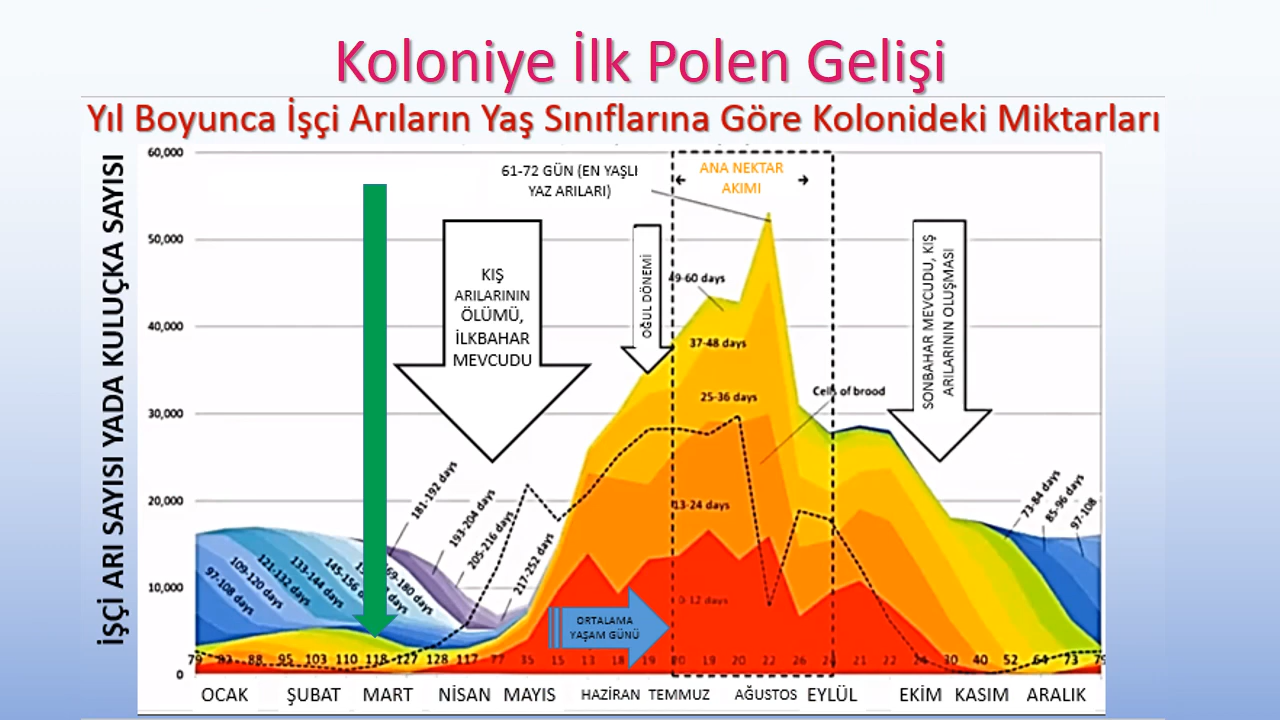 Koloniye İlk Polen Gelişi
Yıl Boyunca İşçi Arıların Yaş Sınıflarına Göre Kolonideki Miktarları
İŞÇİ ARI SAYISI YADA KULUÇKA SAYISI
60,000
50,000
40,000
30,000
20,000
10,000
0
61-72 GÜN (EN YAŞLI
YAZ ARILARI)
ANA NEKTAR
AKIMI
KIŞ
ARILARININ
ÖLÜMÜ,
İLKBAHAR
MEVCUDU
OĞUL DÖNEMİ
SONBAHAR MEVCUDU, KIŞ
ARILARININ OLUŞMASI
49-60 days
37-48 days
25-36 days
Cells of brood
13-24 days
0-12 days
97-108 days
109-120 days
121-132 days
133-144 days
145-156
69-180 days
181-192 days
193-204 days
205-216 days
217-252 days
73-84 days
85-96 days
97-108
ORTALAMA
YAŞAM GÜNÜ
79 88 95 103 110 118 127 128 117 77 35 15 13 18 19 20 19 20 22 26 24 21 22 30 40 52 64 73 79
OCAK ŞUBAT MART NİSAN MAYIS HAZİRAN TEMMUZ AĞUSTOS EYLÜL EKİM KASIM ARALIK